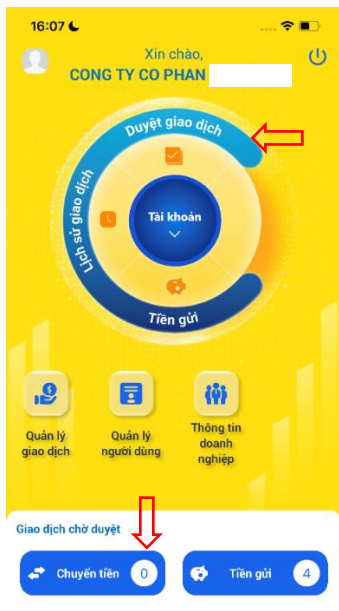 16:07
Xin chào,
CONG TY CO PHAN
Duyệt giao dịch
Lịch sử giao dịch
Tài khoản
Tiền gửi
Quản lý
giao dịch
Quản lý
người dùng
Thông tin
doanh
nghiệp
Giao dịch chờ duyệt
Chuyển tiền 0
Tiền gửi 4